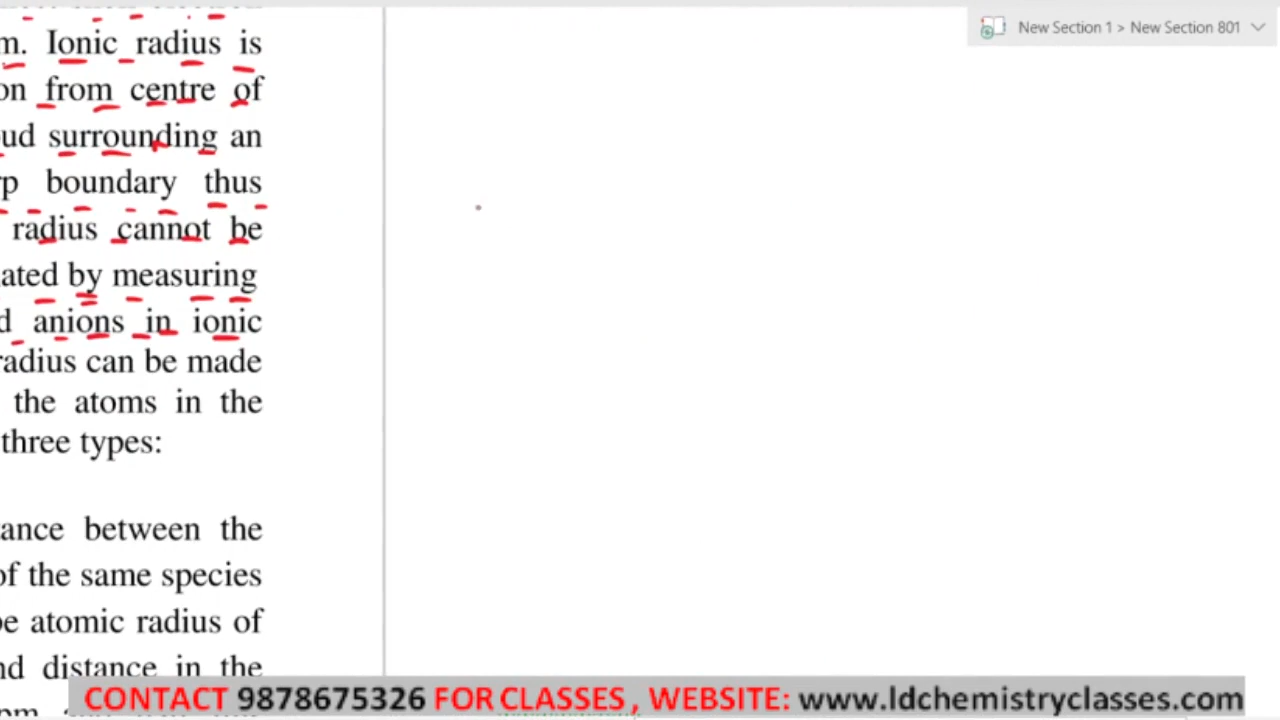 New Section 1 > New Section 801
m. Ionic radius is
on from centre of
oud surrounding an
rp boundary thus
radius cannot be
ated by measuring
d anions in ionic
radius can be made
the atoms in the
three types:
tance between the
of the same species
be atomic radius of
nd distance in the
CONTACT 9878675326 FOR CLASSES , WEBSITE: www.ldchemistryclasses.com